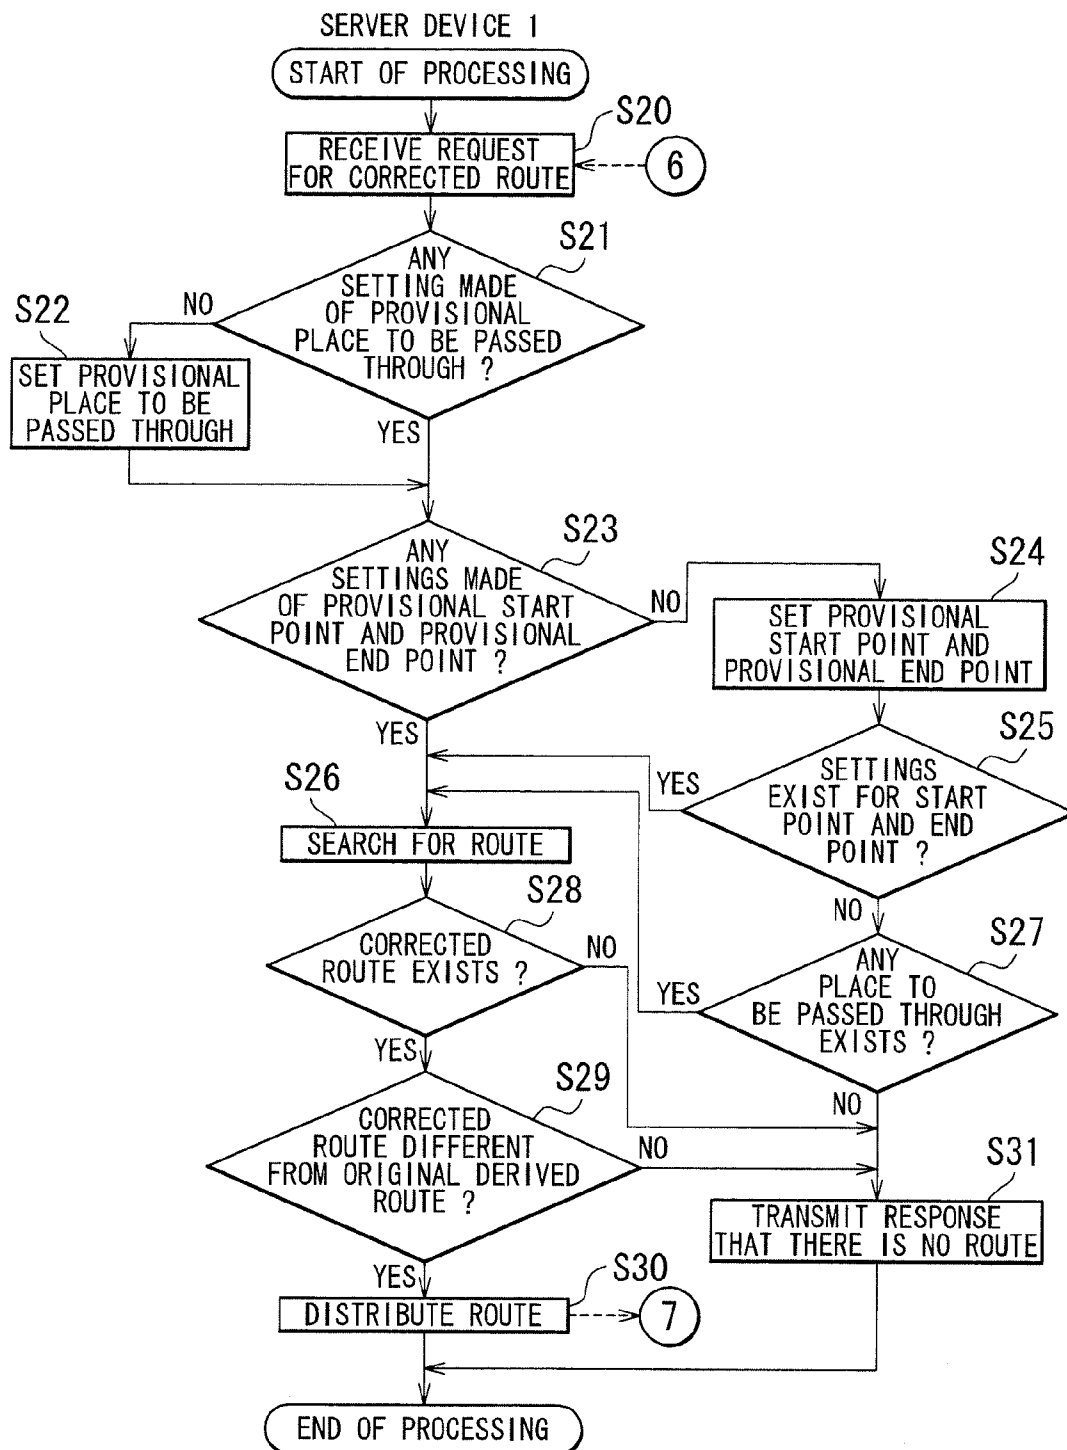 SERVER DEVICE 1
START OF PROCESSING
S20
RECEIVE REQUEST
FOR CORRECTED ROUTE
6
S21
ANY
SETTING MADE
OF PROVISIONAL
PLACE TO BE PASSED
THROUGH ?
NO
S22
SET PROVISIONAL
PLACE TO BE
PASSED THROUGH
YES
S23
ANY
SETTINGS MADE
OF PROVISIONAL START
POINT AND PROVISIONAL
END POINT ?
NO
S24
SET PROVISIONAL
START POINT AND
PROVISIONAL END POINT
YES
S25
SETTINGS
EXIST FOR START
POINT AND END
POINT ?
YES
NO
S26
SEARCH FOR ROUTE
S27
ANY
PLACE TO
BE PASSED THROUGH
EXISTS ?
YES
NO
S28
CORRECTED
ROUTE EXISTS ?
NO
YES
S29
CORRECTED
ROUTE DIFFERENT
FROM ORIGINAL DERIVED
ROUTE ?
NO
YES
S31
TRANSMIT RESPONSE
THAT THERE IS NO ROUTE
S30
DISTRIBUTE ROUTE
7
END OF PROCESSING